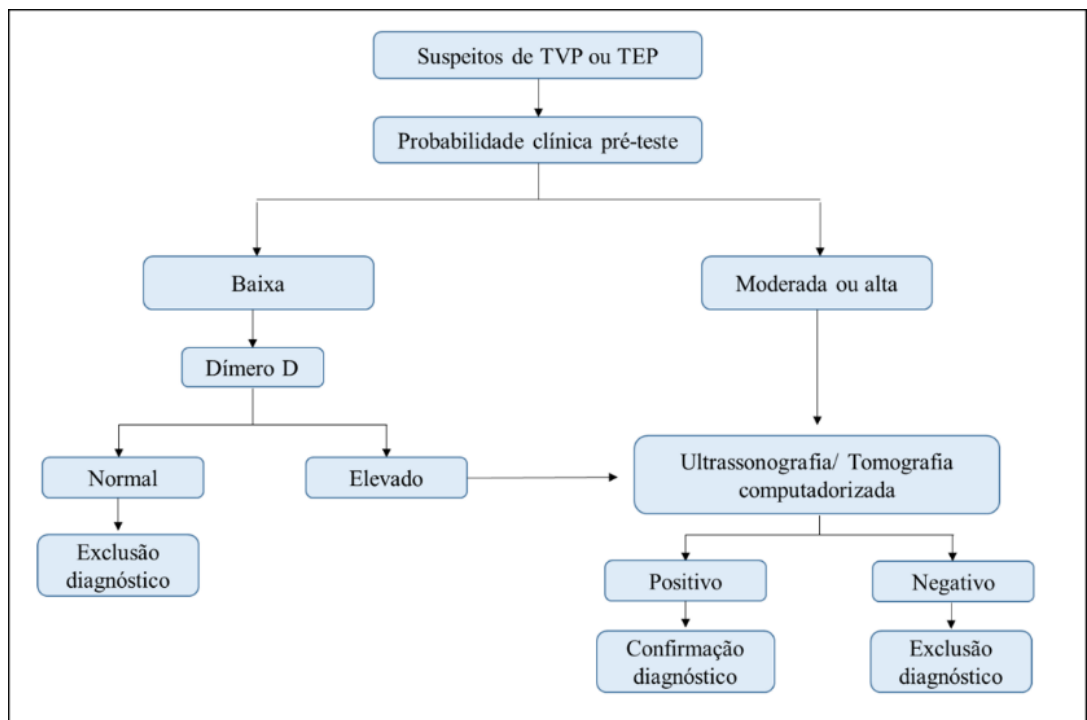 Suspeitos de TVP ou TEP
Probabilidade clínica pré-teste
Baixa
Moderada ou alta
Dímero D
Normal
Elevado
Ultrassonografia/ Tomografia
computadorizada
Exclusão
diagnóstico
Positivo
Negativo
Confirmação
diagnóstico
Exclusão
diagnóstico